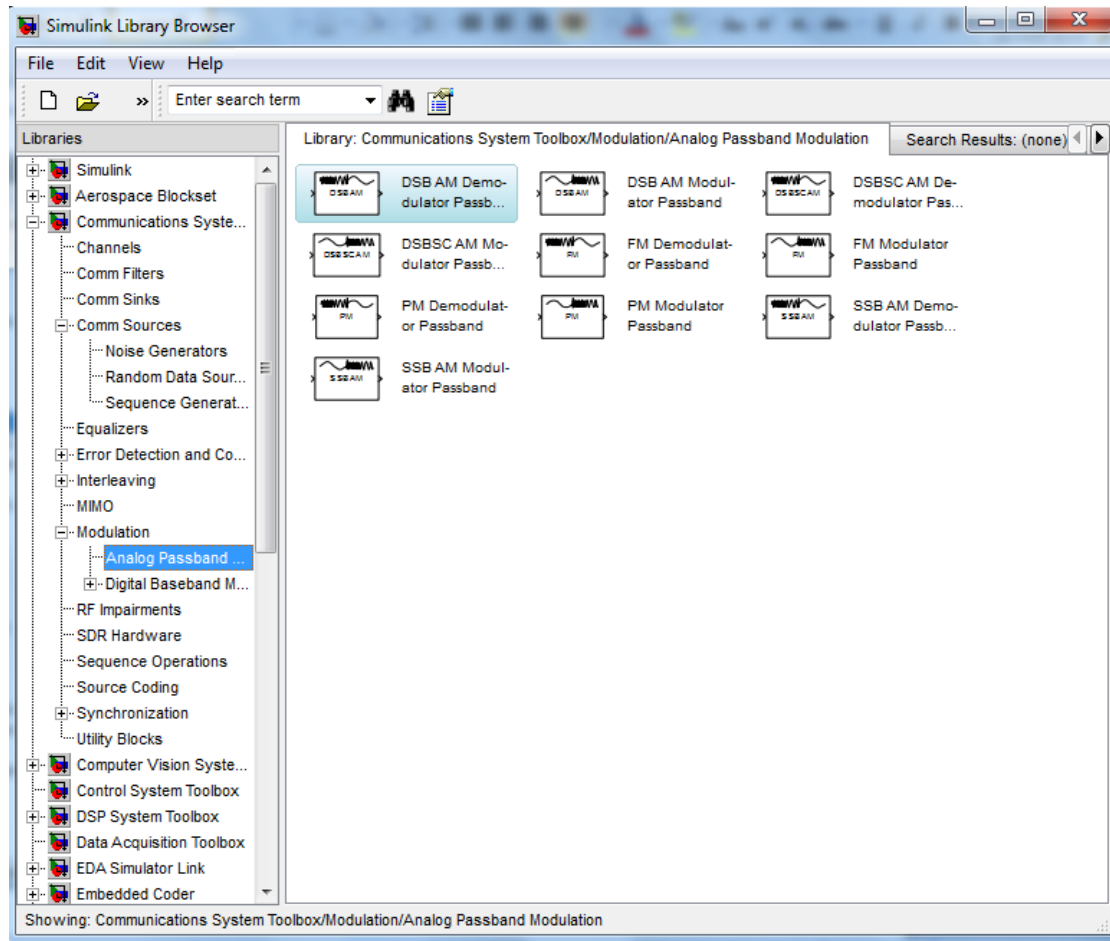 Simulink Library Browser
File Edit View Help
» Enter search term
Libraries
Library: Communications System Toolbox/Modulation/Analog Passband Modulation
Search Results: (none)
Simulink
Aerospace Blockset
Communications Syste...
Channels
Comm Filters
Comm Sinks
Comm Sources
Noise Generators
Random Data Sour...
Sequence Generat...
Equalizers
Error Detection and Co...
Interleaving
MIMO
Modulation
Analog Passband ...
Digital Baseband M...
RF Impairments
SDR Hardware
Sequence Operations
Source Coding
Synchronization
Utility Blocks
Computer Vision Syste...
Control System Toolbox
DSP System Toolbox
Data Acquisition Toolbox
EDA Simulator Link
Embedded Coder
DSB AM
DSB AM Demo-
dulator Passb...
DSB AM
DSB AM Modul-
ator Passband
DSBSC AM
DSBSC AM De-
modulator Pas...
DSBSC AM
DSBSC AM Mo-
dulator Passb...
FM
FM Demodulat-
or Passband
FM
FM Modulator
Passband
PM
PM Demodulat-
or Passband
PM
PM Modulator
Passband
SSB AM
SSB AM Demo-
dulator Passb...
SSB AM
SSB AM Modul-
ator Passband
Showing: Communications System Toolbox/Modulation/Analog Passband Modulation